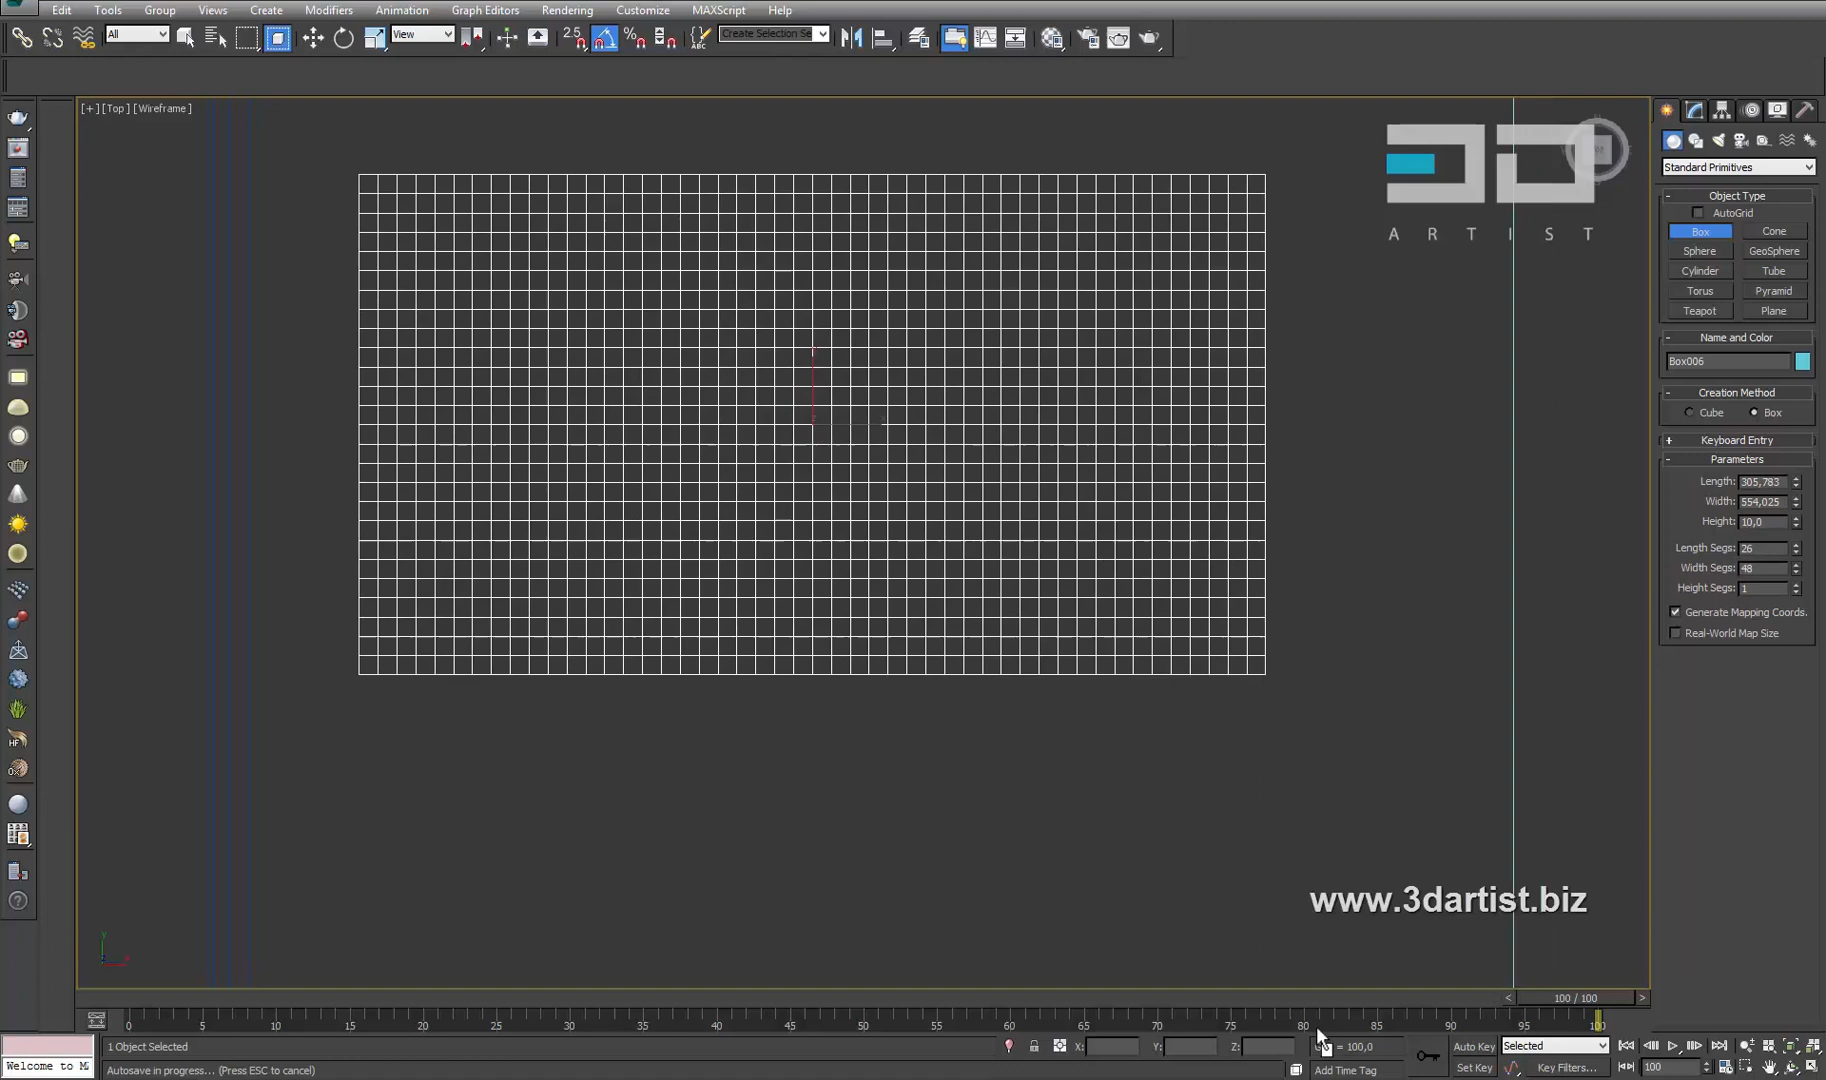 Edit Tools Group Views Create Modifiers Animation Graph Editors Rendering Customize MAXScript Help
All View 2.5 ABC Create Selection Se
[+] [Top] [Wireframe]
ARTIST
Standard Primitives
- Object Type
AutoGrid
Box Cone
Sphere GeoSphere
Cylinder Tube
Torus Pyramid
Teapot Plane
- Name and Color
Box006
- Creation Method
Cube Box
+ Keyboard Entry
- Parameters
Length: 305,783
Width: 554,025
Height: 10,0
Length Segs: 26
Width Segs: 48
Height Segs: 1
Generate Mapping Coords.
Real-World Map Size
HF
www.3dartist.biz
y
< 100 / 100 >
0 5 10 15 20 25 30 35 40 45 50 55 60 65 70 75 80 85 90 95 100
1 Object Selected X: Y: Z: = 100,0 Auto Key Selected
Welcome to M Autosave in progress... (Press ESC to cancel) Add Time Tag Set Key Key Filters... 100